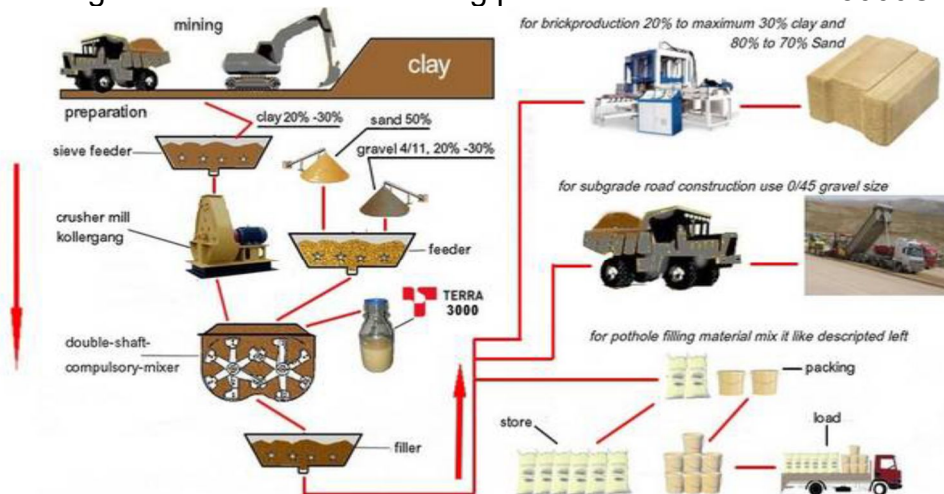 mining
clay
preparation
clay 20% -30%
sand 50%
gravel 4/11, 20% -30%
sieve feeder
crusher mill
kollergang
feeder
TERRA
3000
double-shaft-
compulsory-mixer
filler
for brickproduction 20% to maximum 30% clay and
80% to 70% Sand
for subgrade road construction use 0/45 gravel size
for pothole filling material mix it like descripted left
packing
store
load